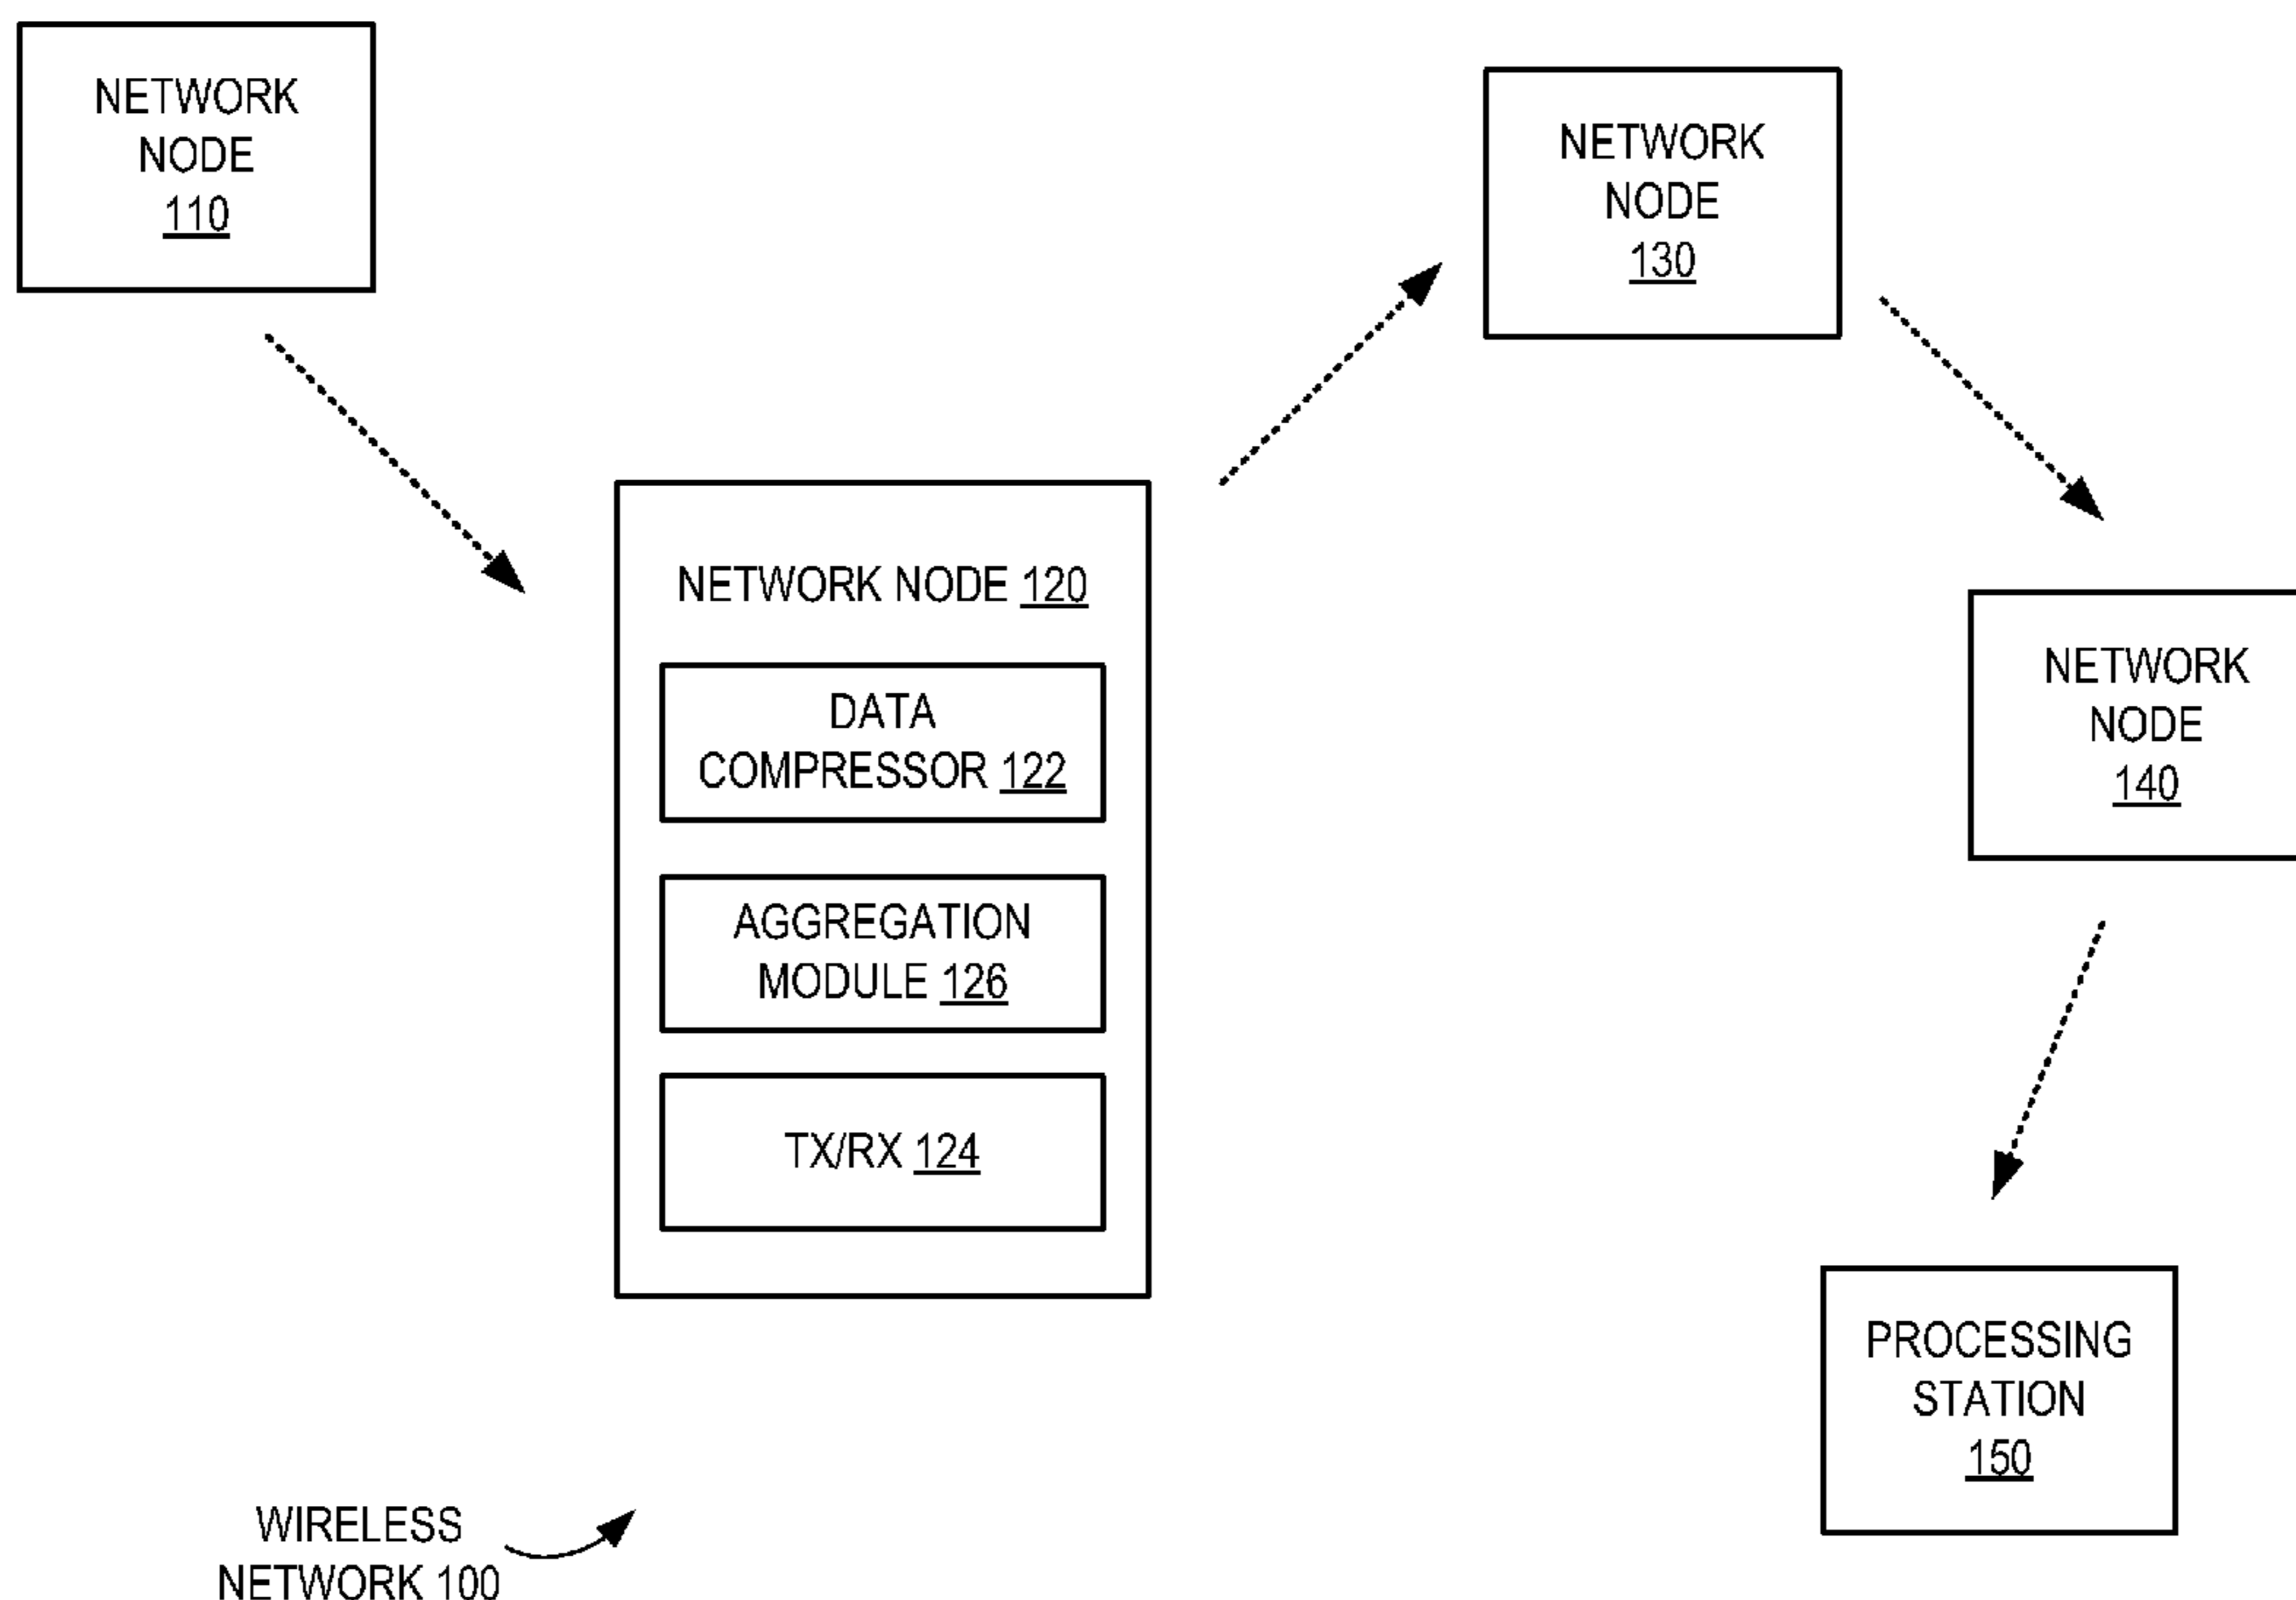 NETWORK
NODE
110
NETWORK
NODE
130
NETWORK NODE 120
DATA
COMPRESSOR 122
AGGREGATION
MODULE 126
TX/RX 124
NETWORK
NODE
140
PROCESSING
STATION
150
WIRELESS
NETWORK 100